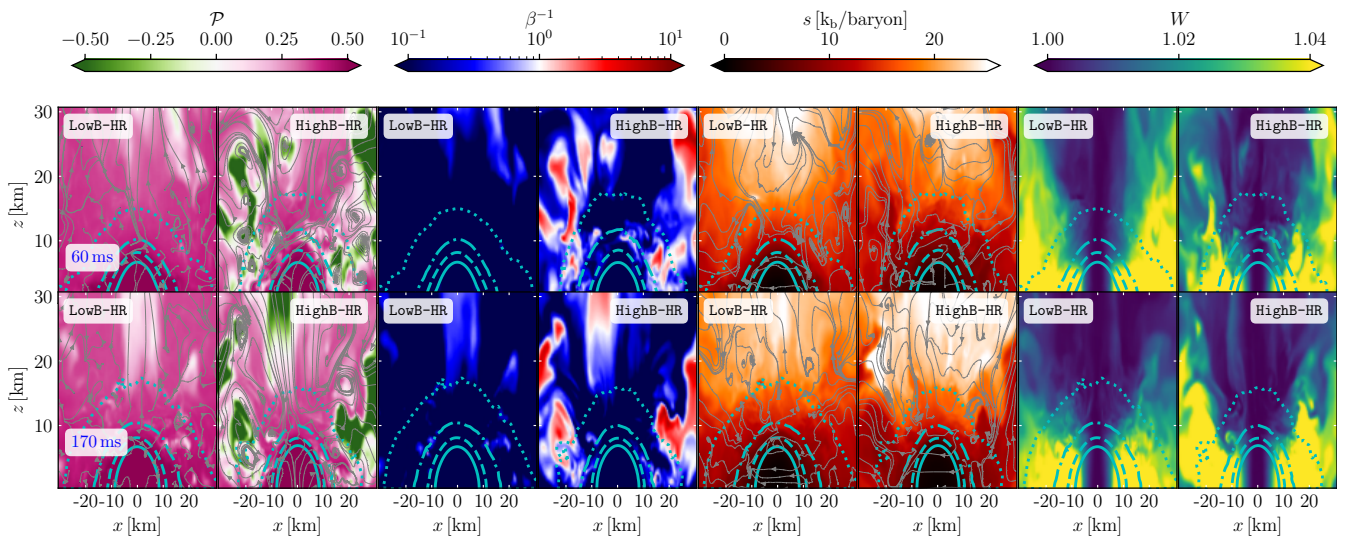 𝒫 β⁻¹ s [k_b/baryon] W
−0.50 −0.25 0.00 0.25 0.50 10⁻¹ 10⁰ 10¹ 0 10 20 1.00 1.02 1.04
30 LowB-HR HighB-HR LowB-HR HighB-HR LowB-HR HighB-HR LowB-HR HighB-HR
20
z [km]
10
60 ms
30 LowB-HR HighB-HR LowB-HR HighB-HR LowB-HR HighB-HR LowB-HR HighB-HR
20
z [km]
10
170 ms
-20 -10 0 10 20 -20 -10 0 10 20 -20 -10 0 10 20 -20 -10 0 10 20 -20 -10 0 10 20 -20 -10 0 10 20 -20 -10 0 10 20 -20 -10 0 10 20
x [km] x [km] x [km] x [km] x [km] x [km] x [km] x [km]